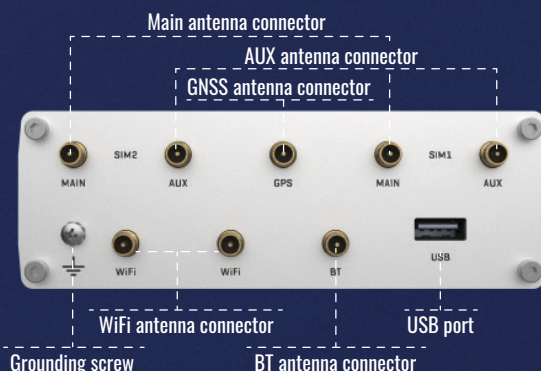 Main antenna connector
AUX antenna connector
GNSS antenna connector
MAIN SIM2 AUX GPS MAIN SIM1 AUX
WiFi WiFi BT USB
WiFi antenna connector USB port
Grounding screw BT antenna connector